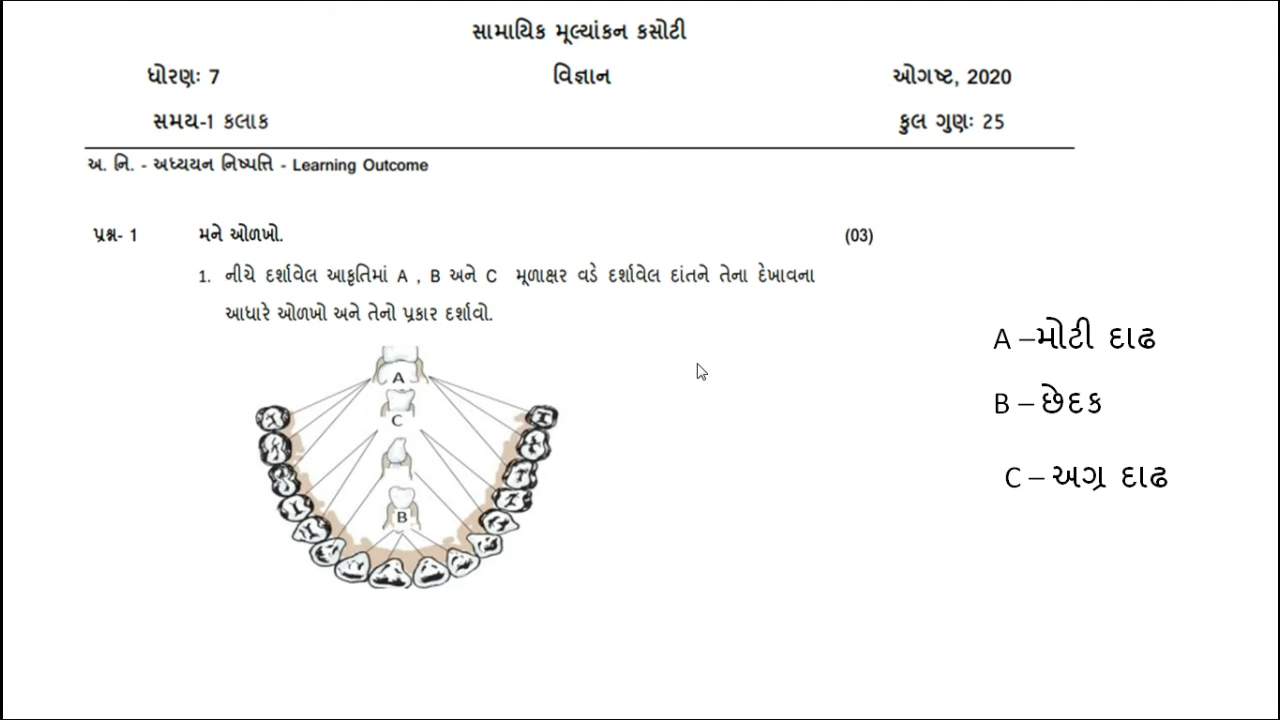 સામાયિક મૂલ્યાંકન કસોટી
ધોરણઃ 7 વિજ્ઞાન ઓગષ્ટ, 2020
સમય-1 કલાક કુલ ગુણઃ 25
અ. નિ. - અધ્યયન નિષ્પત્તિ - Learning Outcome
પ્રશ્ન- 1 મને ઓળખો. (03)
1. નીચે દર્શાવેલ આકૃતિમાં A , B અને C મૂળાક્ષર વડે દર્શાવેલ દાંતને તેના દેખાવના
આધારે ઓળખો અને તેનો પ્રકાર દર્શાવો.
A
C
B
A – મોટી દાઢ
B – છેદક
C – અગ્ર દાઢ